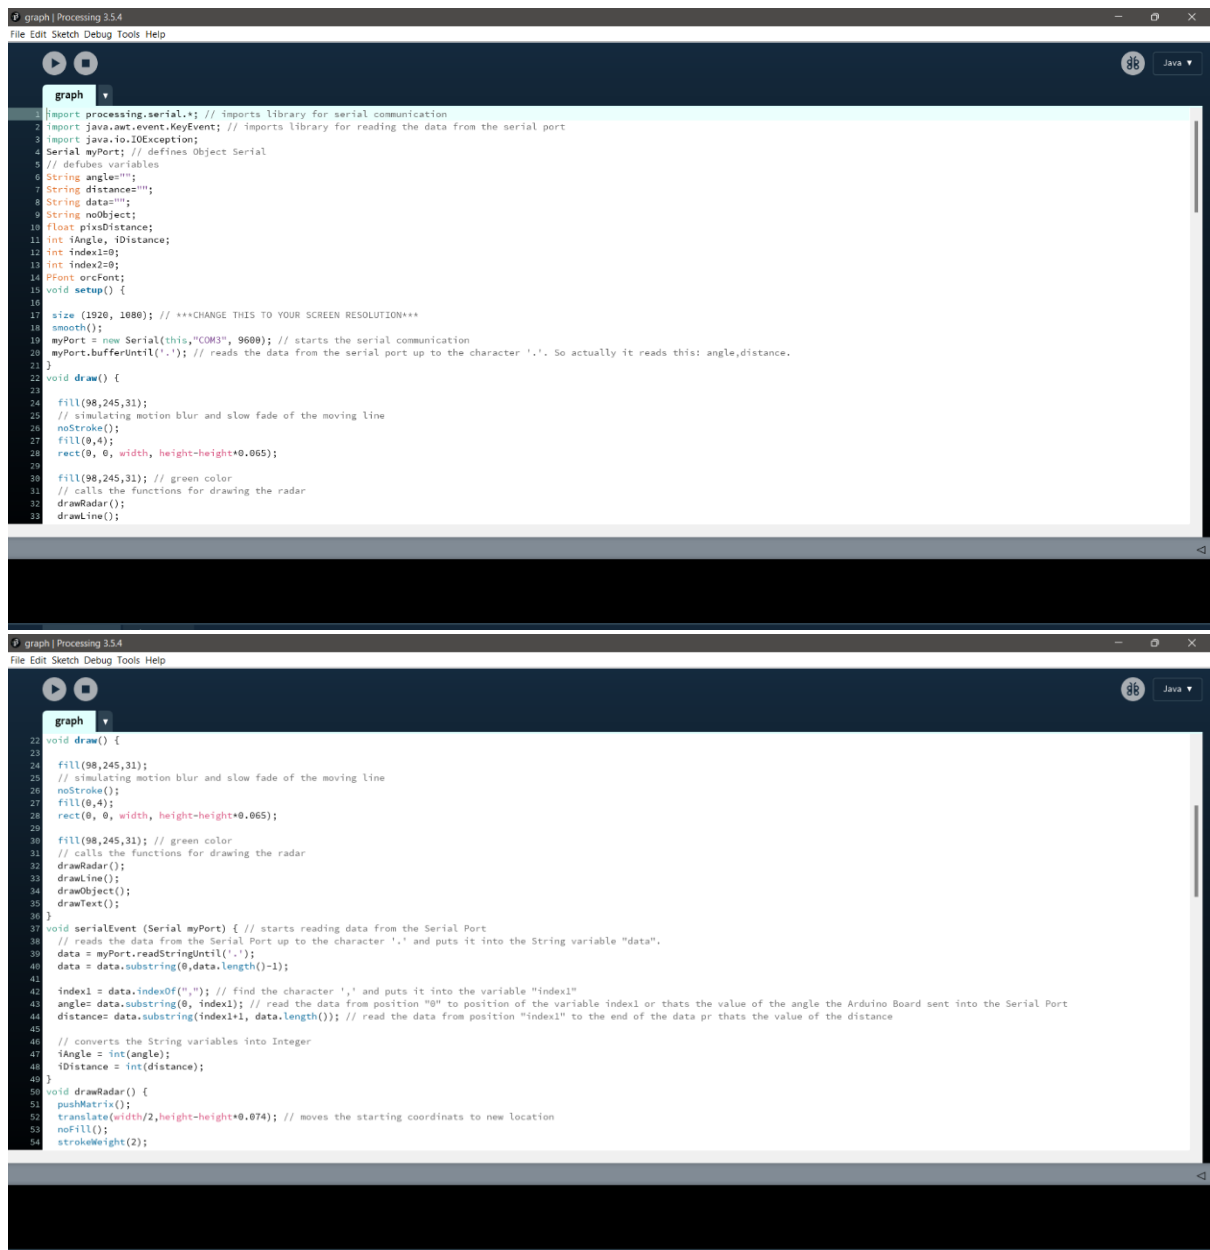 graph | Processing 3.5.4
File Edit Sketch Debug Tools Help
Java ▼
graph ▼
1 import processing.serial.*; // imports library for serial communication
2 import java.awt.event.KeyEvent; // imports library for reading the data from the serial port
3 import java.io.IOException;
4 Serial myPort; // defines Object Serial
5 // defubes variables
6 String angle="";
7 String distance="";
8 String data="";
9 String noObject;
10 float pixsDistance;
11 int iAngle, iDistance;
12 int index1=0;
13 int index2=0;
14 PFont orcFont;
15 void setup() {
16
17 size (1920, 1080); // ***CHANGE THIS TO YOUR SCREEN RESOLUTION***
18 smooth();
19 myPort = new Serial(this,"COM3", 9600); // starts the serial communication
20 myPort.bufferUntil('.'); // reads the data from the serial port up to the character '.'. So actually it reads this: angle,distance.
21 }
22 void draw() {
23
24 fill(98,245,31);
25 // simulating motion blur and slow fade of the moving line
26 noStroke();
27 fill(0,4);
28 rect(0, 0, width, height-height*0.065);
29
30 fill(98,245,31); // green color
31 // calls the functions for drawing the radar
32 drawRadar();
33 drawLine();
graph | Processing 3.5.4
File Edit Sketch Debug Tools Help
Java ▼
graph ▼
22 void draw() {
23
24 fill(98,245,31);
25 // simulating motion blur and slow fade of the moving line
26 noStroke();
27 fill(0,4);
28 rect(0, 0, width, height-height*0.065);
29
30 fill(98,245,31); // green color
31 // calls the functions for drawing the radar
32 drawRadar();
33 drawLine();
34 drawObject();
35 drawText();
36 }
37 void serialEvent (Serial myPort) { // starts reading data from the Serial Port
38 // reads the data from the Serial Port up to the character '.' and puts it into the String variable "data".
39 data = myPort.readStringUntil('.');
40 data = data.substring(0,data.length()-1);
41
42 index1 = data.indexOf(","); // find the character ',' and puts it into the variable "index1"
43 angle= data.substring(0, index1); // read the data from position "0" to position of the variable index1 or thats the value of the angle the Arduino Board sent into the Serial Port
44 distance= data.substring(index1+1, data.length()); // read the data from position "index1" to the end of the data pr thats the value of the distance
45
46 // converts the String variables into Integer
47 iAngle = int(angle);
48 iDistance = int(distance);
49 }
50 void drawRadar() {
51 pushMatrix();
52 translate(width/2,height-height*0.074); // moves the starting coordinats to new location
53 noFill();
54 strokeWeight(2);